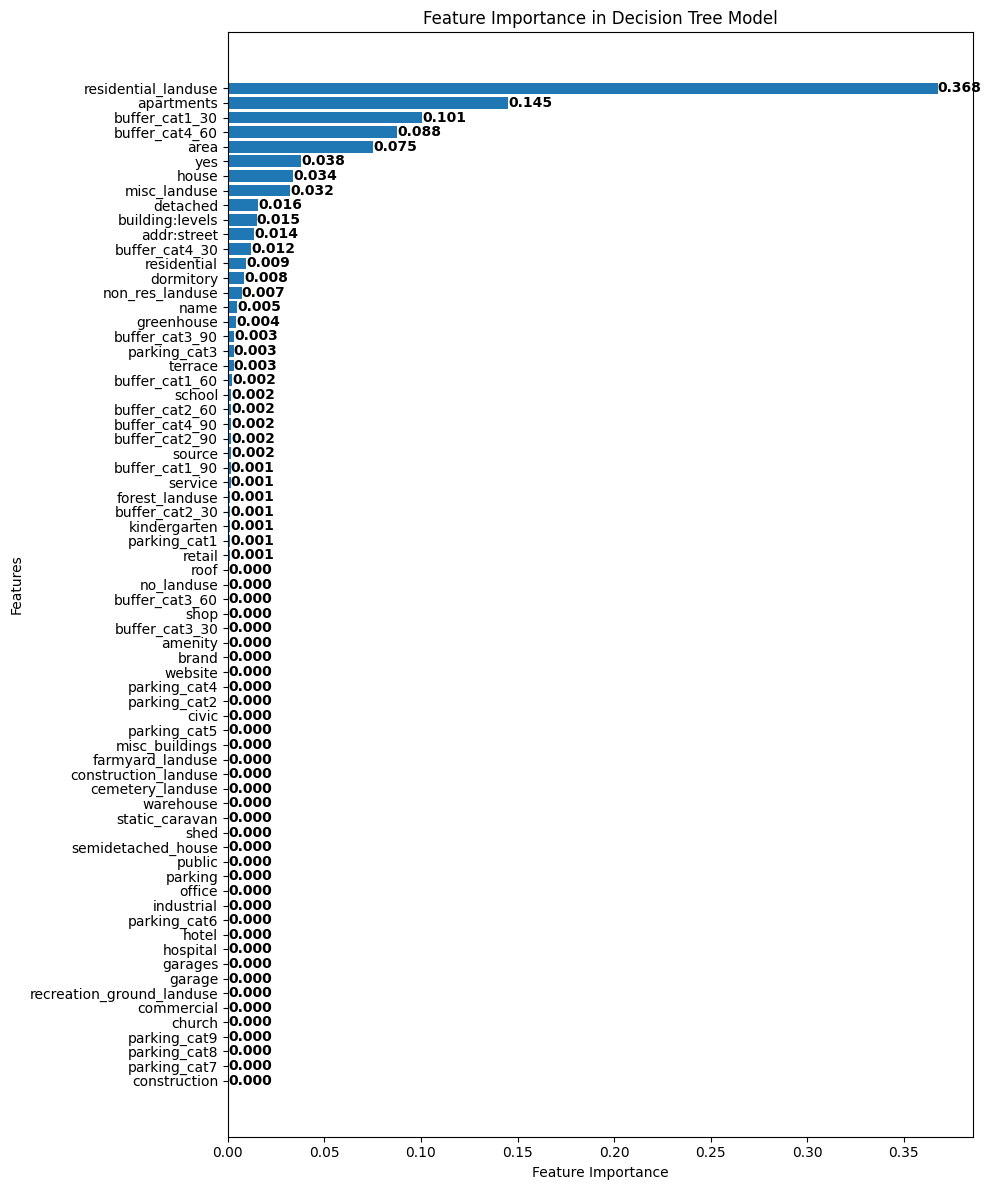 Feature Importance in Decision Tree Model
residential_landuse 0.368
apartments 0.145
buffer_cat1_30 0.101
buffer_cat4_60 0.088
area 0.075
yes 0.038
house 0.034
misc_landuse 0.032
detached 0.016
building:levels 0.015
addr:street 0.014
buffer_cat4_30 0.012
residential 0.009
dormitory 0.008
non_res_landuse 0.007
name 0.005
greenhouse 0.004
buffer_cat3_90 0.003
parking_cat3 0.003
terrace 0.003
buffer_cat1_60 0.002
school 0.002
buffer_cat2_60 0.002
buffer_cat4_90 0.002
buffer_cat2_90 0.002
source 0.002
buffer_cat1_90 0.001
service 0.001
forest_landuse 0.001
buffer_cat2_30 0.001
kindergarten 0.001
parking_cat1 0.001
retail 0.001
roof 0.000
no_landuse 0.000
buffer_cat3_60 0.000
shop 0.000
buffer_cat3_30 0.000
amenity 0.000
brand 0.000
website 0.000
parking_cat4 0.000
parking_cat2 0.000
civic 0.000
parking_cat5 0.000
misc_buildings 0.000
farmyard_landuse 0.000
construction_landuse 0.000
cemetery_landuse 0.000
warehouse 0.000
static_caravan 0.000
shed 0.000
semidetached_house 0.000
public 0.000
parking 0.000
office 0.000
industrial 0.000
parking_cat6 0.000
hotel 0.000
hospital 0.000
garages 0.000
garage 0.000
recreation_ground_landuse 0.000
commercial 0.000
church 0.000
parking_cat9 0.000
parking_cat8 0.000
parking_cat7 0.000
construction 0.000
Features
0.00 0.05 0.10 0.15 0.20 0.25 0.30 0.35
Feature Importance